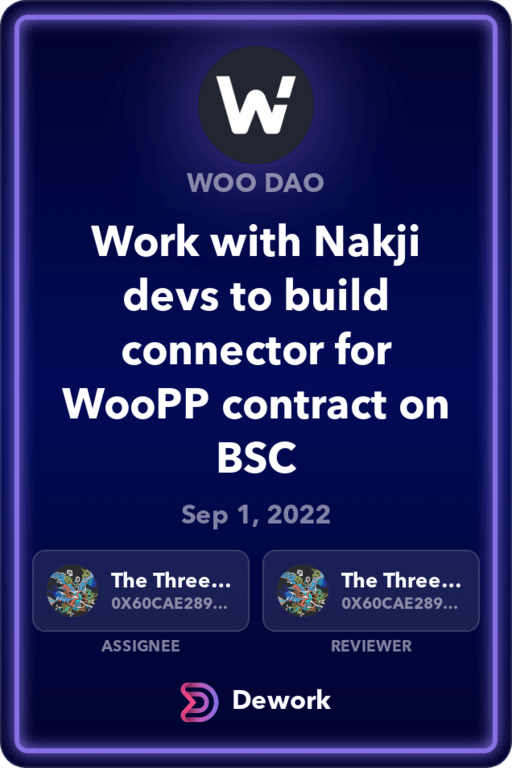 WOO DAO
Work with Nakji
devs to build
connector for
WooPP contract on
BSC
Sep 1, 2022
The Three...
0X60CAE289...
ASSIGNEE
The Three...
0X60CAE289...
REVIEWER
Dework